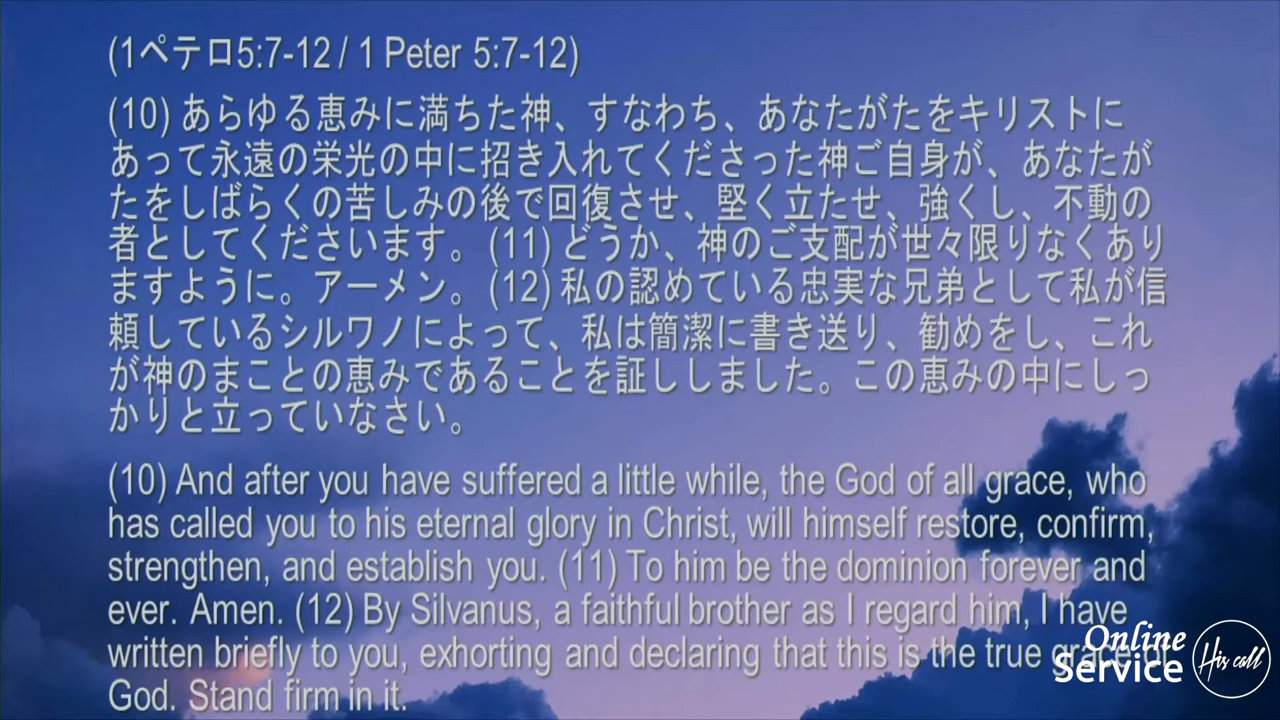 (1ペテロ5:7-12 / 1 Peter 5:7-12)
(10) あらゆる恵みに満ちた神、すなわち、あなたがたをキリストに
あって永遠の栄光の中に招き入れてくださった神ご自身が、あなたが
たをしばらくの苦しみの後で回復させ、堅く立たせ、強くし、不動の
者としてくださいます。 (11) どうか、神のご支配が世々限りなくあり
ますように。アーメン。 (12) 私の認めている忠実な兄弟として私が信
頼しているシルワノによって、私は簡潔に書き送り、勧めをし、これ
が神のまことの恵みであることを証ししました。この恵みの中にしっ
かりと立っていなさい。
(10) And after you have suffered a little while, the God of all grace, who
has called you to his eternal glory in Christ, will himself restore, confirm,
strengthen, and establish you. (11) To him be the dominion forever and
ever. Amen. (12) By Silvanus, a faithful brother as I regard him, I have
written briefly to you, exhorting and declaring that this is the true grace
God. Stand firm in it.
Online
Service
His call